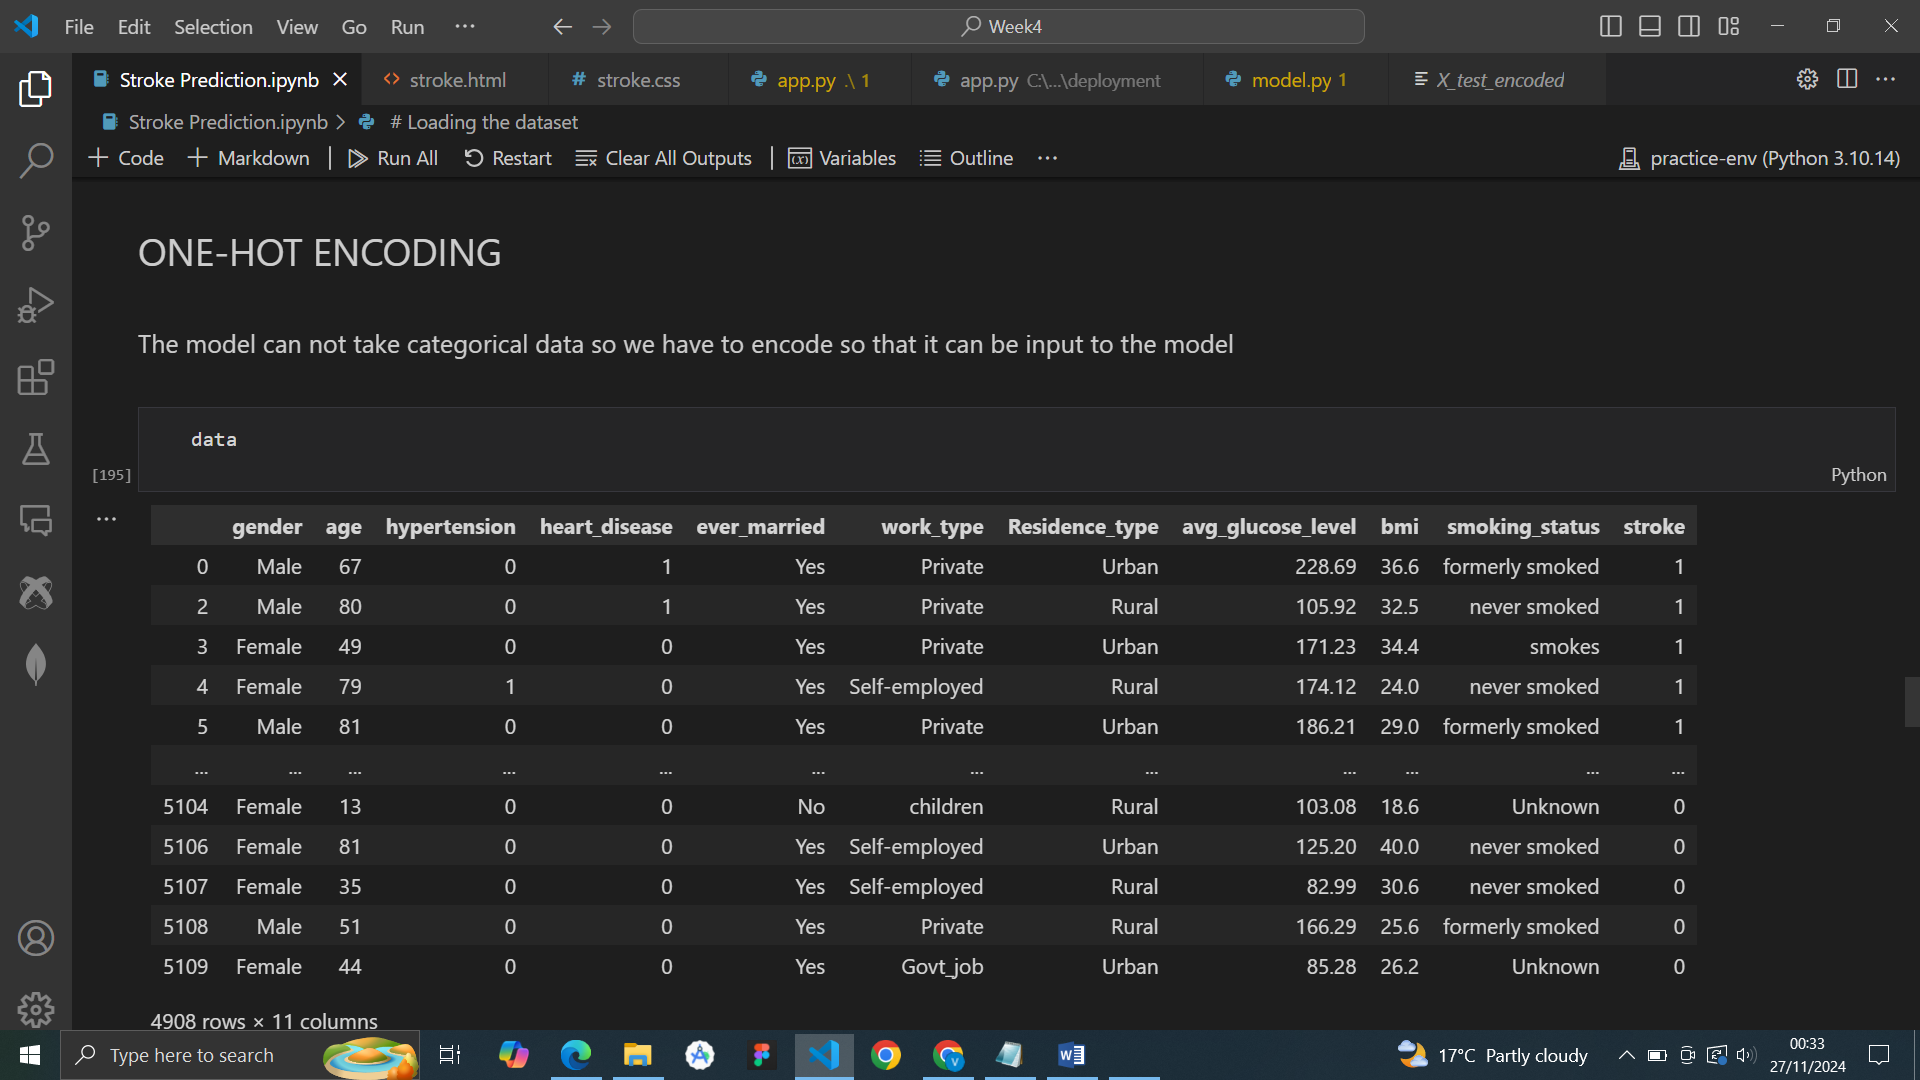 File Edit Selection View Go Run ··· Week4
Stroke Prediction.ipynb stroke.html # stroke.css app.py .\ 1 app.py C:\...\deployment model.py 1 X_test_encoded ···
Stroke Prediction.ipynb > # Loading the dataset
+ Code + Markdown | Run All Restart Clear All Outputs | Variables Outline ··· practice-env (Python 3.10.14)
ONE-HOT ENCODING
The model can not take categorical data so we have to encode so that it can be input to the model
data
[195] Python
gender age hypertension heart_disease ever_married work_type Residence_type avg_glucose_level bmi smoking_status stroke
0 Male 67 0 1 Yes Private Urban 228.69 36.6 formerly smoked 1
2 Male 80 0 1 Yes Private Rural 105.92 32.5 never smoked 1
3 Female 49 0 0 Yes Private Urban 171.23 34.4 smokes 1
4 Female 79 1 0 Yes Self-employed Rural 174.12 24.0 never smoked 1
5 Male 81 0 0 Yes Private Urban 186.21 29.0 formerly smoked 1
... ... ... ... ... ... ... ... ... ... ... ...
5104 Female 13 0 0 No children Rural 103.08 18.6 Unknown 0
5106 Female 81 0 0 Yes Self-employed Urban 125.20 40.0 never smoked 0
5107 Female 35 0 0 Yes Self-employed Rural 82.99 30.6 never smoked 0
5108 Male 51 0 0 Yes Private Rural 166.29 25.6 formerly smoked 0
5109 Female 44 0 0 Yes Govt_job Urban 85.28 26.2 Unknown 0
4908 rows × 11 columns
Type here to search 17°C Partly cloudy 00:33
27/11/2024